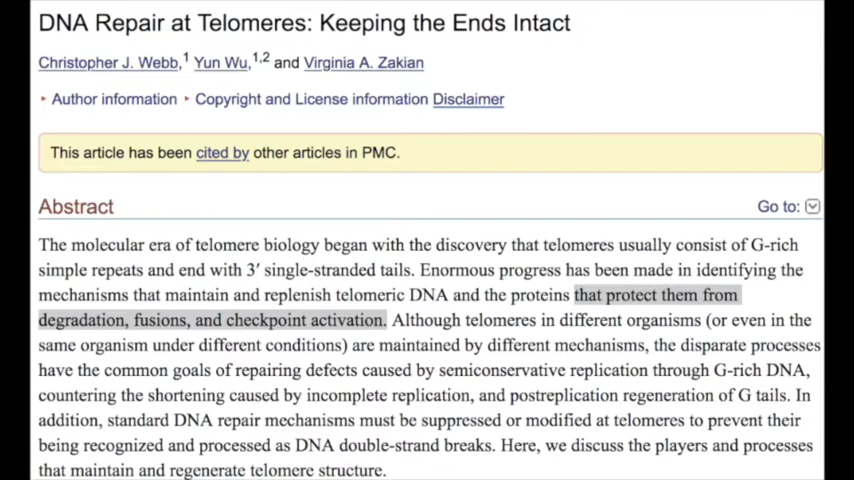 DNA Repair at Telomeres: Keeping the Ends Intact
Christopher J. Webb,1 Yun Wu,1,2 and Virginia A. Zakian
▸ Author information ▸ Copyright and License information Disclaimer
This article has been cited by other articles in PMC.
Abstract Go to:
The molecular era of telomere biology began with the discovery that telomeres usually consist of G-rich
simple repeats and end with 3′ single-stranded tails. Enormous progress has been made in identifying the
mechanisms that maintain and replenish telomeric DNA and the proteins that protect them from
degradation, fusions, and checkpoint activation. Although telomeres in different organisms (or even in the
same organism under different conditions) are maintained by different mechanisms, the disparate processes
have the common goals of repairing defects caused by semiconservative replication through G-rich DNA,
countering the shortening caused by incomplete replication, and postreplication regeneration of G tails. In
addition, standard DNA repair mechanisms must be suppressed or modified at telomeres to prevent their
being recognized and processed as DNA double-strand breaks. Here, we discuss the players and processes
that maintain and regenerate telomere structure.